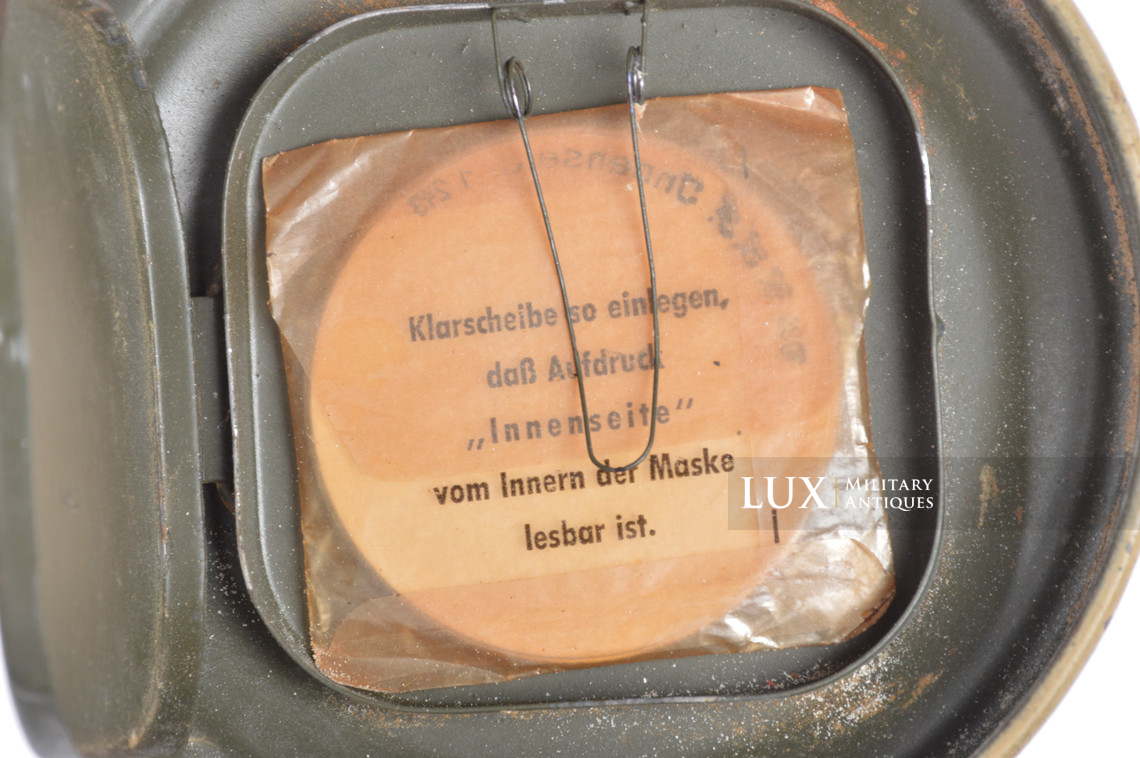 Klarscheibe so einlegen,
daß Aufdruck
„Innenseite“
vom Innern der Maske
lesbar ist.
LUX MILITARY
ANTIQUES